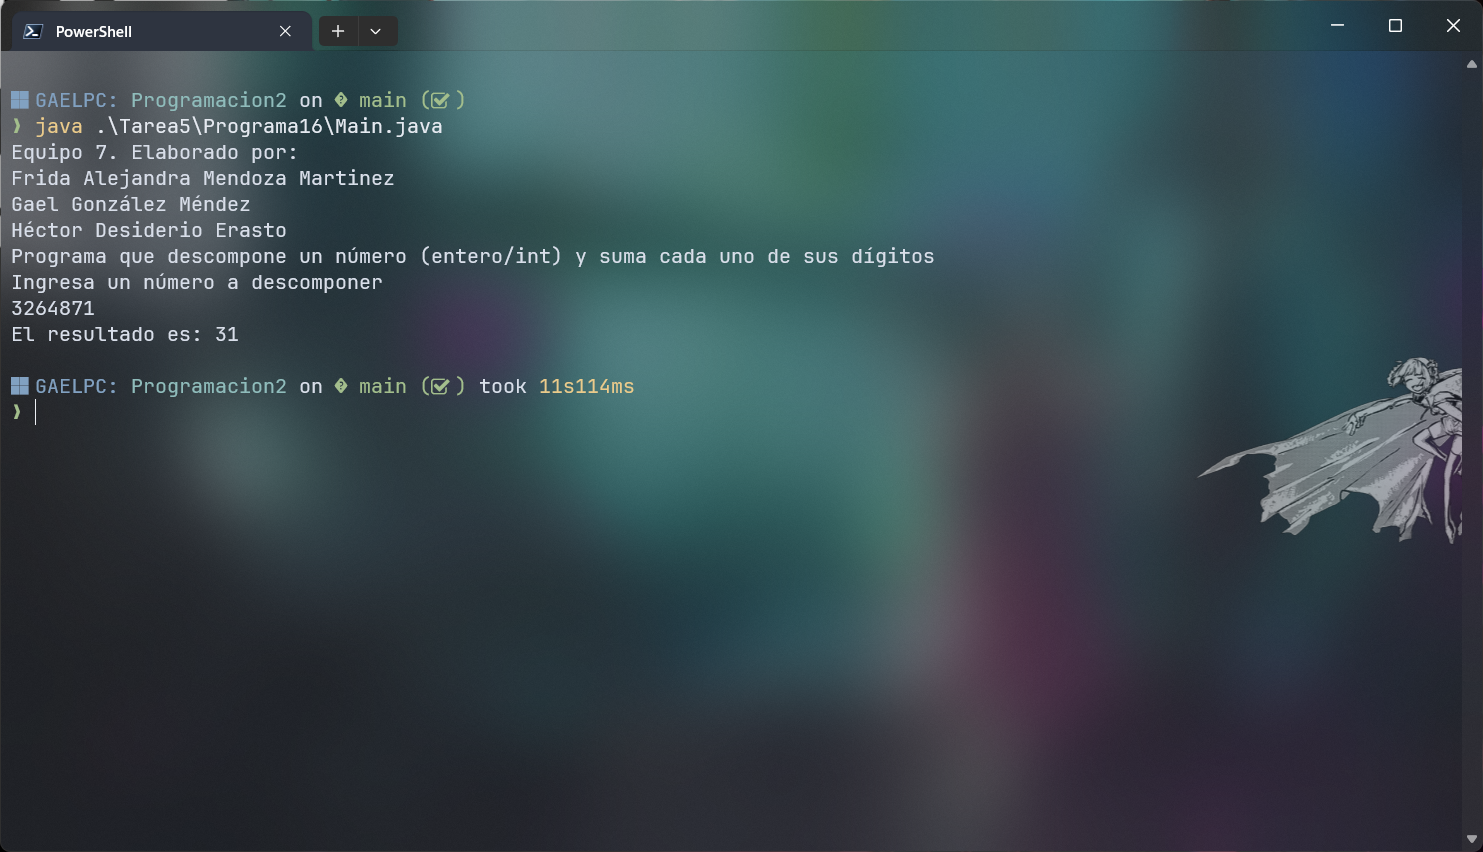 PowerShell
GAELPC: Programacion2 on main (✓)
❯ java .\Tarea5\Programa16\Main.java
Equipo 7. Elaborado por:
Frida Alejandra Mendoza Martinez
Gael González Méndez
Héctor Desiderio Erasto
Programa que descompone un número (entero/int) y suma cada uno de sus dígitos
Ingresa un número a descomponer
3264871
El resultado es: 31
GAELPC: Programacion2 on main (✓) took 11s114ms
❯